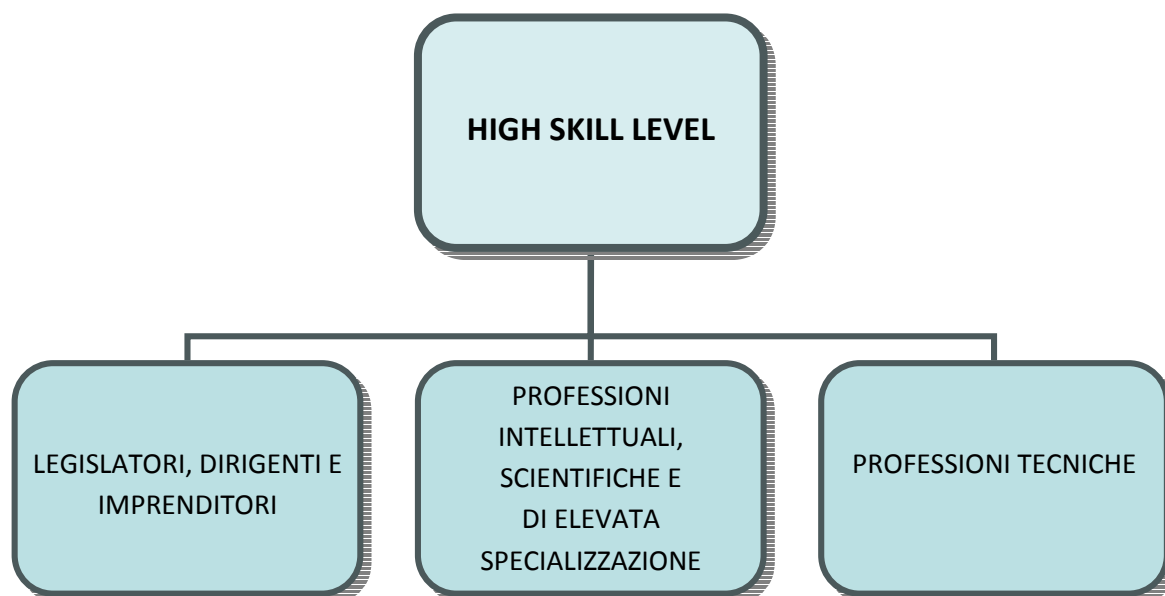 HIGH SKILL LEVEL
LEGISLATORI, DIRIGENTI E
IMPRENDITORI
PROFESSIONI
INTELLETTUALI,
SCIENTIFICHE E
DI ELEVATA
SPECIALIZZAZIONE
PROFESSIONI TECNICHE